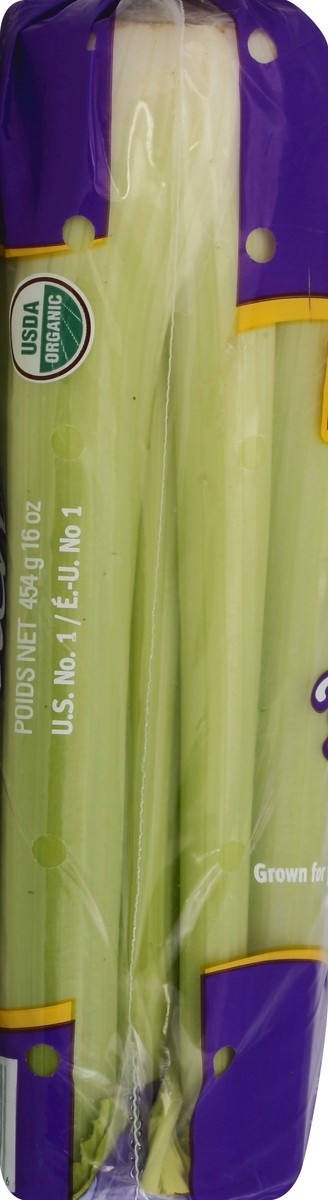 USDA
ORGANIC
POIDS NET 454 g 16 oz
U.S. No. 1 / É.-U. No 1
Grown for